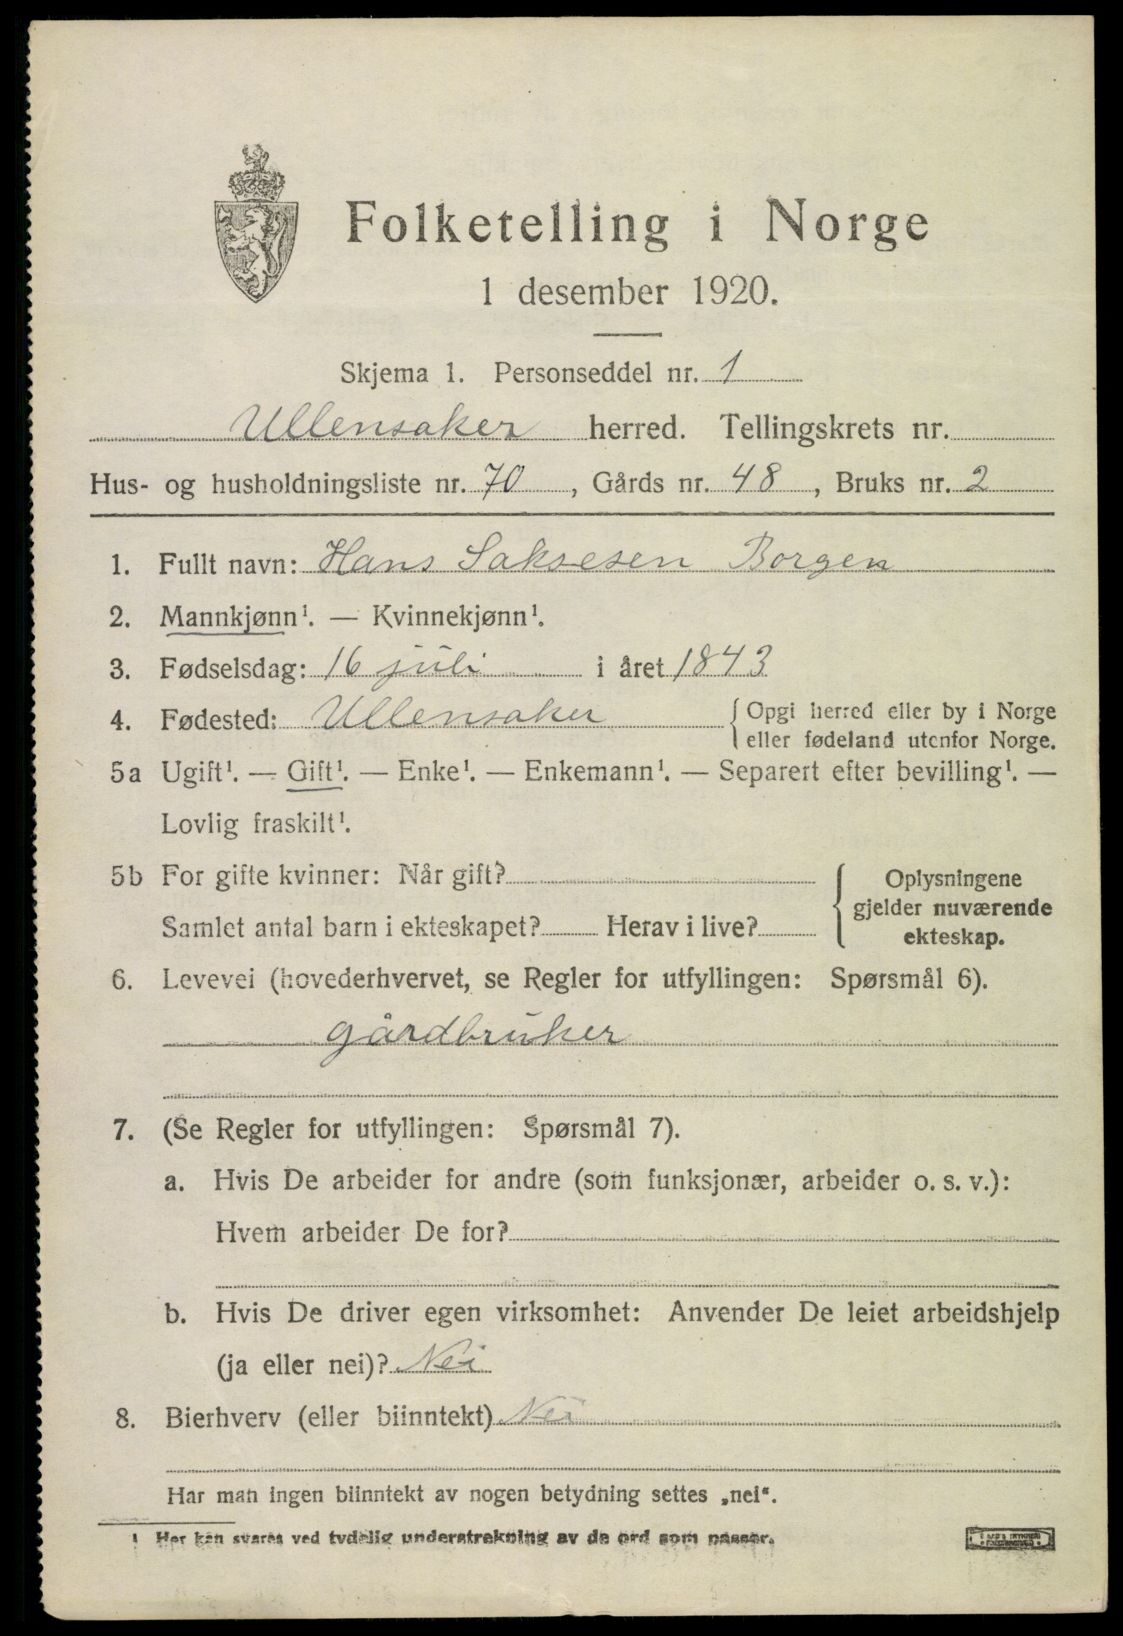 Folketelling i Norge
1 desember 1920.
Skjema 1. Personseddel nr. 1
Ullensaker herred. Tellingskrets nr.
Hus- og husholdningsliste nr. 70, Gårds nr. 48, Bruks nr. 2
1. Fullt navn: Hans Saksesen Borgen
2. Mannkjønn¹. — Kvinnekjønn¹.
3. Fødselsdag: 16 juli i året 1843
4. Fødested: Ullensaker { Opgi herred eller by i Norge
eller fødeland utenfor Norge.
5a Ugift¹. — Gift¹. — Enke¹. — Enkemann¹. — Separert efter bevilling¹. —
Lovlig fraskilt¹.
5b For gifte kvinner: Når gift?
Samlet antal barn i ekteskapet? Herav i live?
{ Oplysningene
gjelder nuværende
ekteskap.
6. Levevei (hovederhvervet, se Regler for utfyllingen: Spørsmål 6).
gårdbruker
7. (Se Regler for utfyllingen: Spørsmål 7).
a. Hvis De arbeider for andre (som funksjonær, arbeider o. s. v.):
Hvem arbeider De for?
b. Hvis De driver egen virksomhet: Anvender De leiet arbeidshjelp
(ja eller nei)? Nei
8. Bierhverv (eller biinntekt) Nei
Har man ingen biinntekt av nogen betydning settes „nei“.
¹ Her kan svares ved tydelig understrekning av de ord som passer.